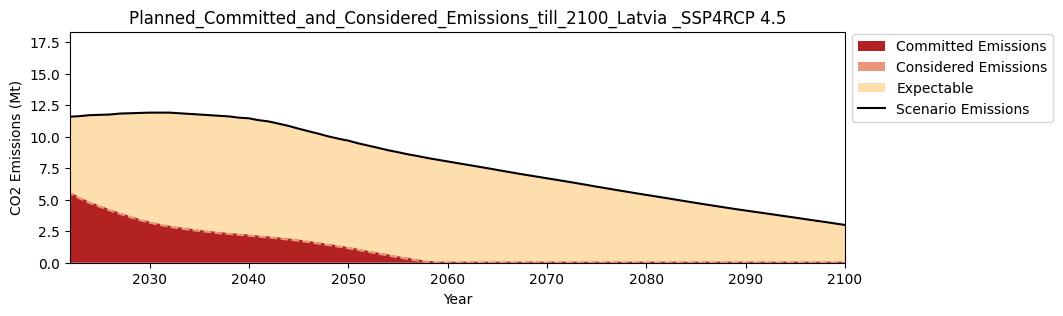 Planned_Committed_and_Considered_Emissions_till_2100_Latvia _SSP4RCP 4.5
17.5
15.0
12.5
10.0
7.5
5.0
2.5
0.0
CO2 Emissions (Mt)
2030 2040 2050 2060 2070 2080 2090 2100
Year
Committed Emissions
Considered Emissions
Expectable
Scenario Emissions